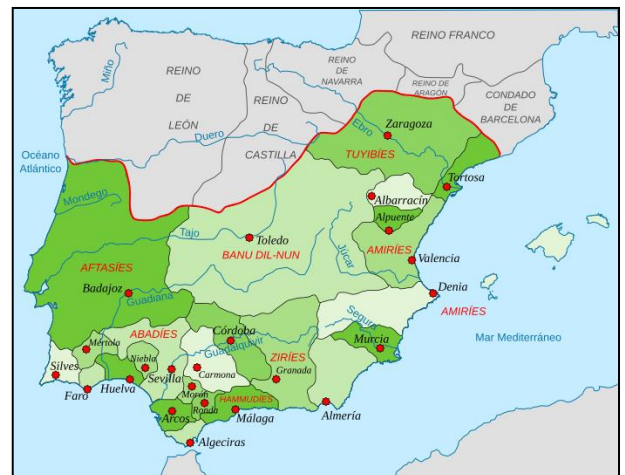 REINO FRANCO
REINO
DE
NAVARRA
REINO
DE
LEÓN
REINO
DE
CASTILLA
REINO DE
ARAGÓN
CONDADO
DE
BARCELONA
Miño
Duero
Ebro
Zaragoza
TUYIBÍES
Océano
Atlántico
Mondego
Tortosa
Albarracín
Alpuente
Tajo
Toledo
BANU DIL-NUN
Júcar
AMIRÍES
Valencia
AFTASÍES
Badajoz
Guadiana
Denia
AMIRÍES
Segura
Mar Mediterráneo
Murcia
ABADÍES
Córdoba
Guadalquivir
ZIRÍES
Mértola
Niebla
Carmona
Granada
Silves
Sevilla
Faro
Huelva
Morón
Ronda
HAMMUDÍES
Arcos
Málaga
Almería
Algeciras